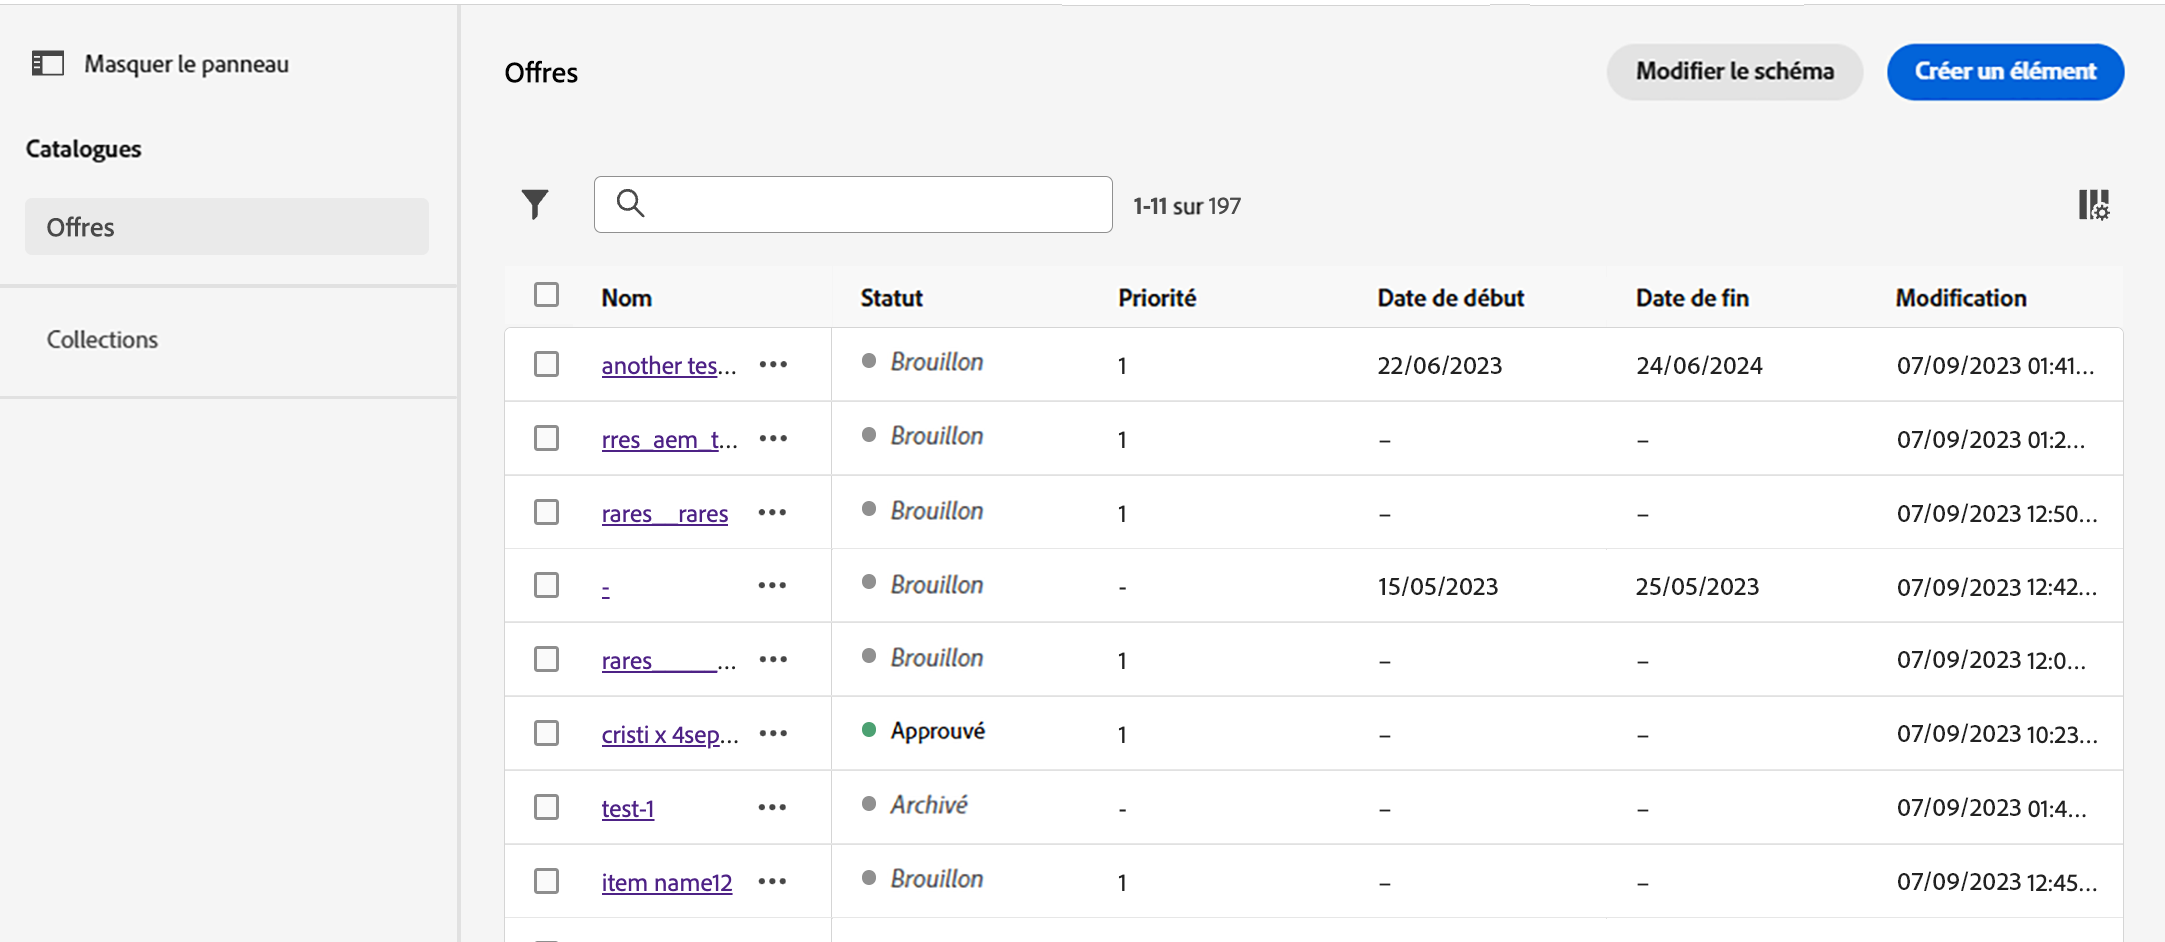 Masquer le panneau
Catalogues
Offres
Collections
Offres
Modifier le schéma
Créer un élément
1-11 sur 197
Nom Statut Priorité Date de début Date de fin Modification
another tes... Brouillon 1 22/06/2023 24/06/2024 07/09/2023 01:41...
rres_aem_t... Brouillon 1 – – 07/09/2023 01:2...
rares__rares Brouillon 1 – – 07/09/2023 12:50...
- Brouillon - 15/05/2023 25/05/2023 07/09/2023 12:42...
rares_____... Brouillon 1 – – 07/09/2023 12:0...
cristi x 4sep... Approuvé 1 – – 07/09/2023 10:23...
test-1 Archivé - – – 07/09/2023 01:4...
item name12 Brouillon 1 – – 07/09/2023 12:45...